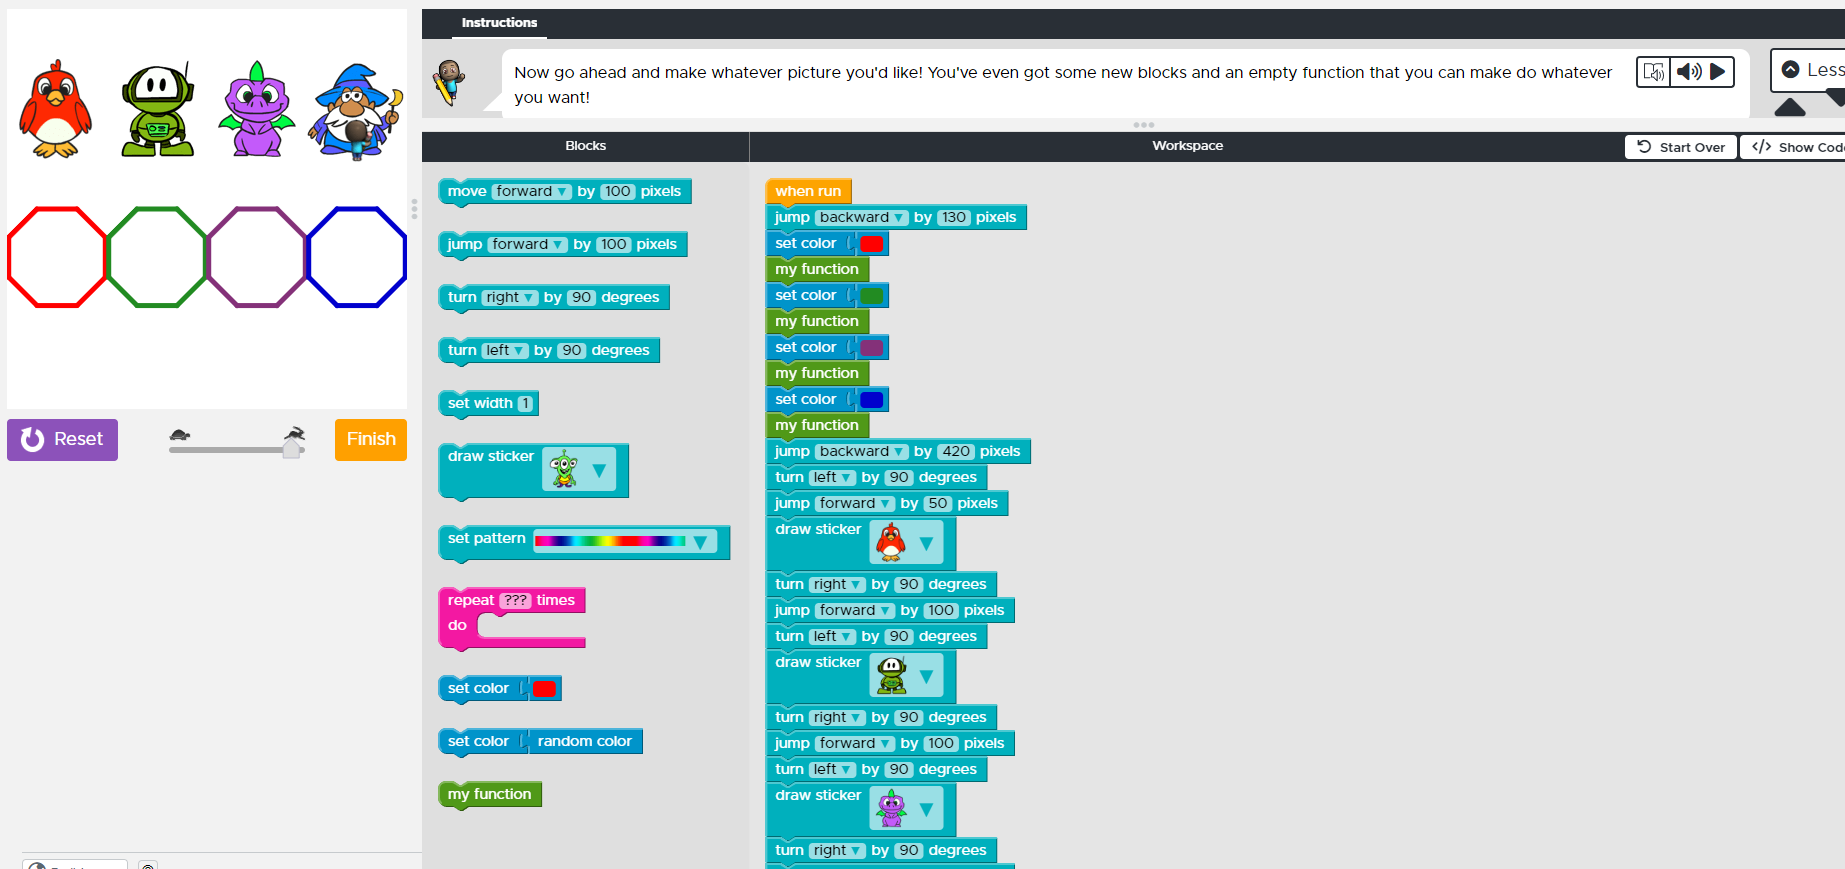 Instructions
Now go ahead and make whatever picture you'd like! You've even got some new blocks and an empty function that you can make do whatever
you want!
Less
Blocks
Workspace
Start Over
</> Show Cod
Reset
Finish
move forward by 100 pixels
jump forward by 100 pixels
turn right by 90 degrees
turn left by 90 degrees
set width 1
draw sticker
set pattern
repeat ??? times
do
set color
set color random color
my function
when run
jump backward by 130 pixels
set color
my function
set color
my function
set color
my function
set color
my function
jump backward by 420 pixels
turn left by 90 degrees
jump forward by 50 pixels
draw sticker
turn right by 90 degrees
jump forward by 100 pixels
turn left by 90 degrees
draw sticker
turn right by 90 degrees
jump forward by 100 pixels
turn left by 90 degrees
draw sticker
turn right by 90 degrees